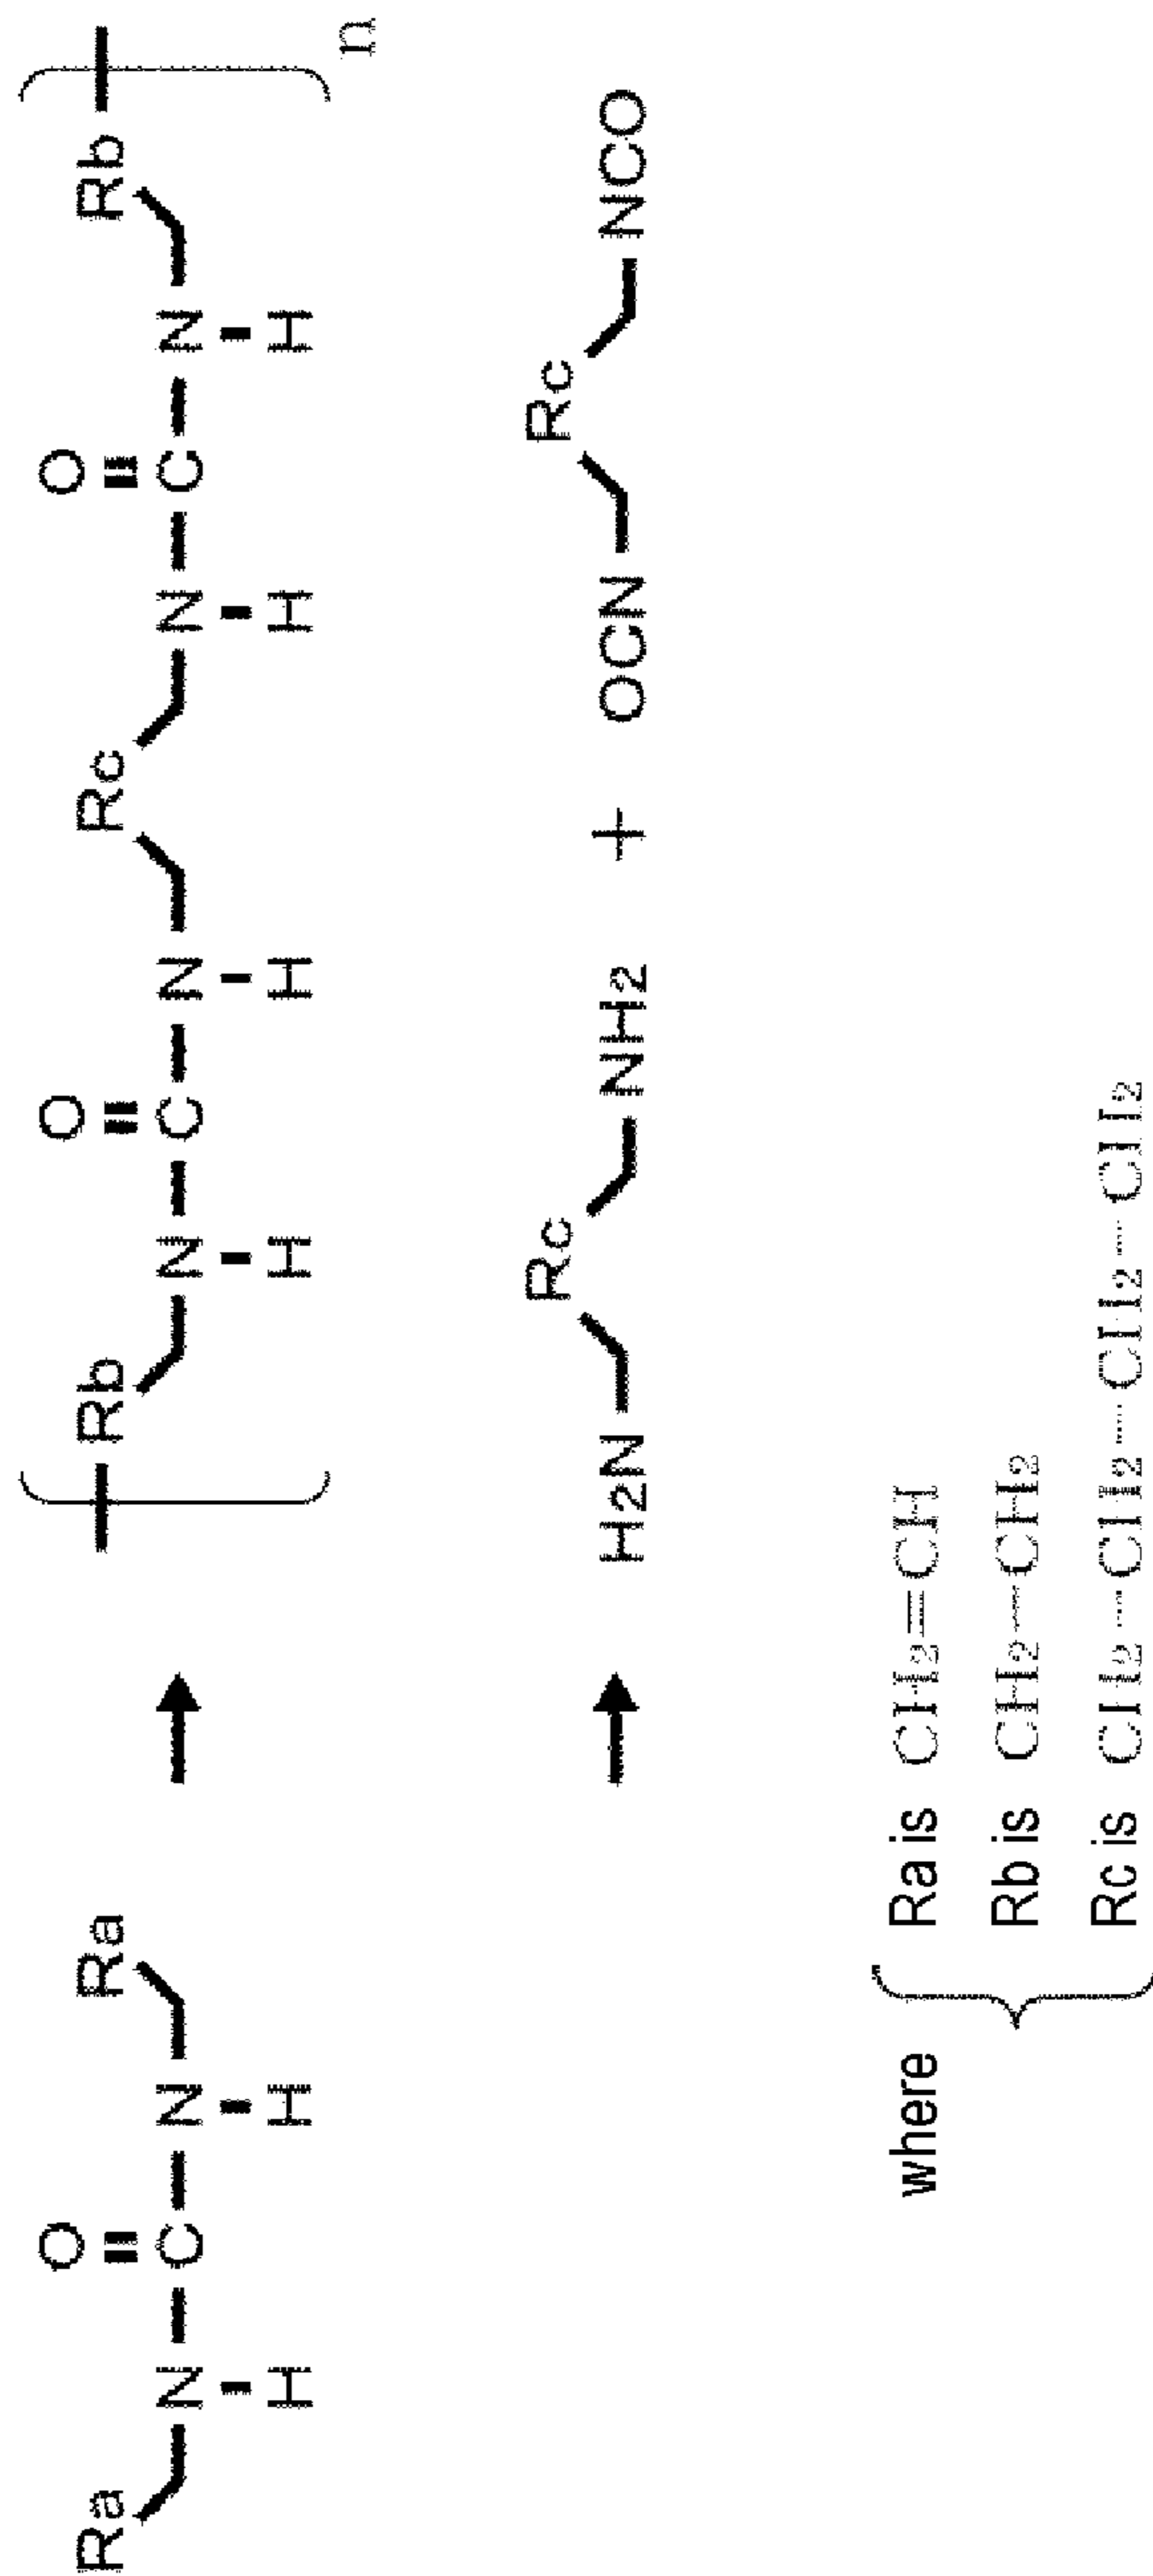 O O O
Ra N C N Ra → Rb N C N Rc N C N Rb n
H H H H H H
→ H2N Rc NH2 + OCN Rc NCO
where
Ra is CH2=CH
Rb is CH2—CH2
Rc is CH2—CH2—CH2—CH2